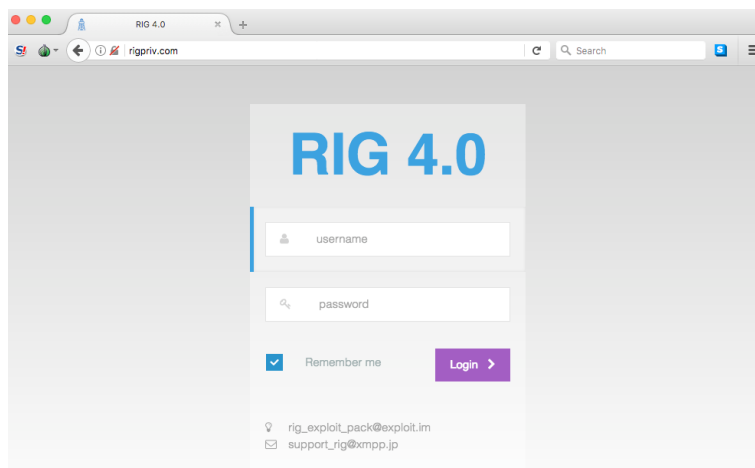 RIG 4.0
rigpriv.com
Search
RIG 4.0
username
password
Remember me
Login
rig_exploit_pack@exploit.im
support_rig@xmpp.jp